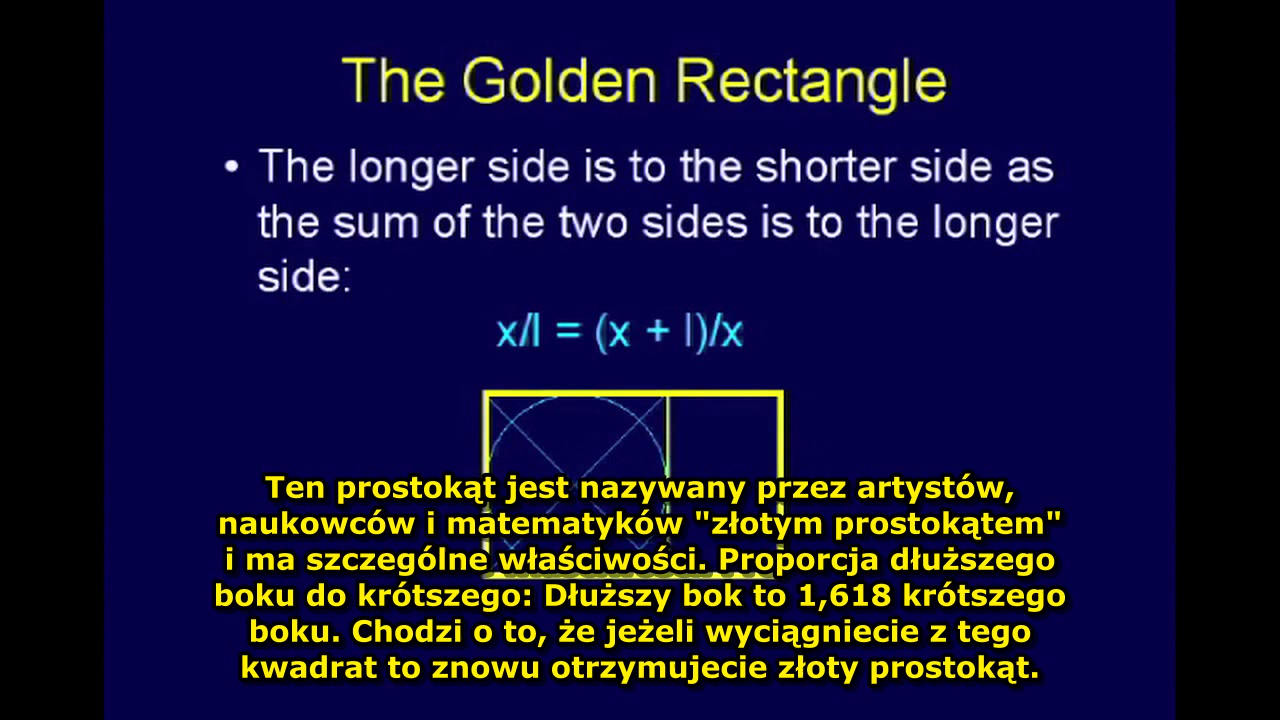 The Golden Rectangle
• The longer side is to the shorter side as
the sum of the two sides is to the longer
side:
x/l = (x + l)/x
Ten prostokąt jest nazywany przez artystów,
naukowców i matematyków "złotym prostokątem"
i ma szczególne właściwości. Proporcja dłuższego
boku do krótszego: Dłuższy bok to 1,618 krótszego
boku. Chodzi o to, że jeżeli wyciągniecie z tego
kwadrat to znowu otrzymujecie złoty prostokąt.